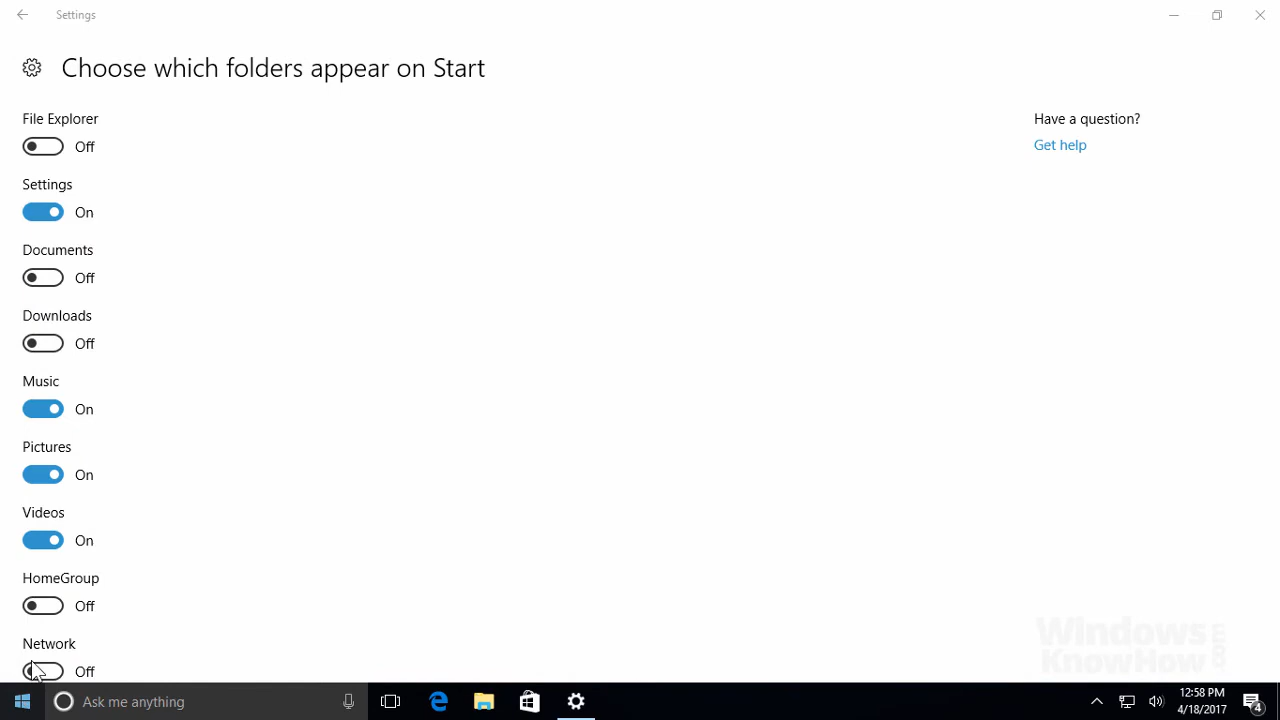 Settings
Choose which folders appear on Start
File Explorer
Off
Have a question?
Get help
Settings
On
Documents
Off
Downloads
Off
Music
On
Pictures
On
Videos
On
HomeGroup
Off
Network
Off
Windows
KnowHow.com
Ask me anything
12:58 PM
4/18/2017
4